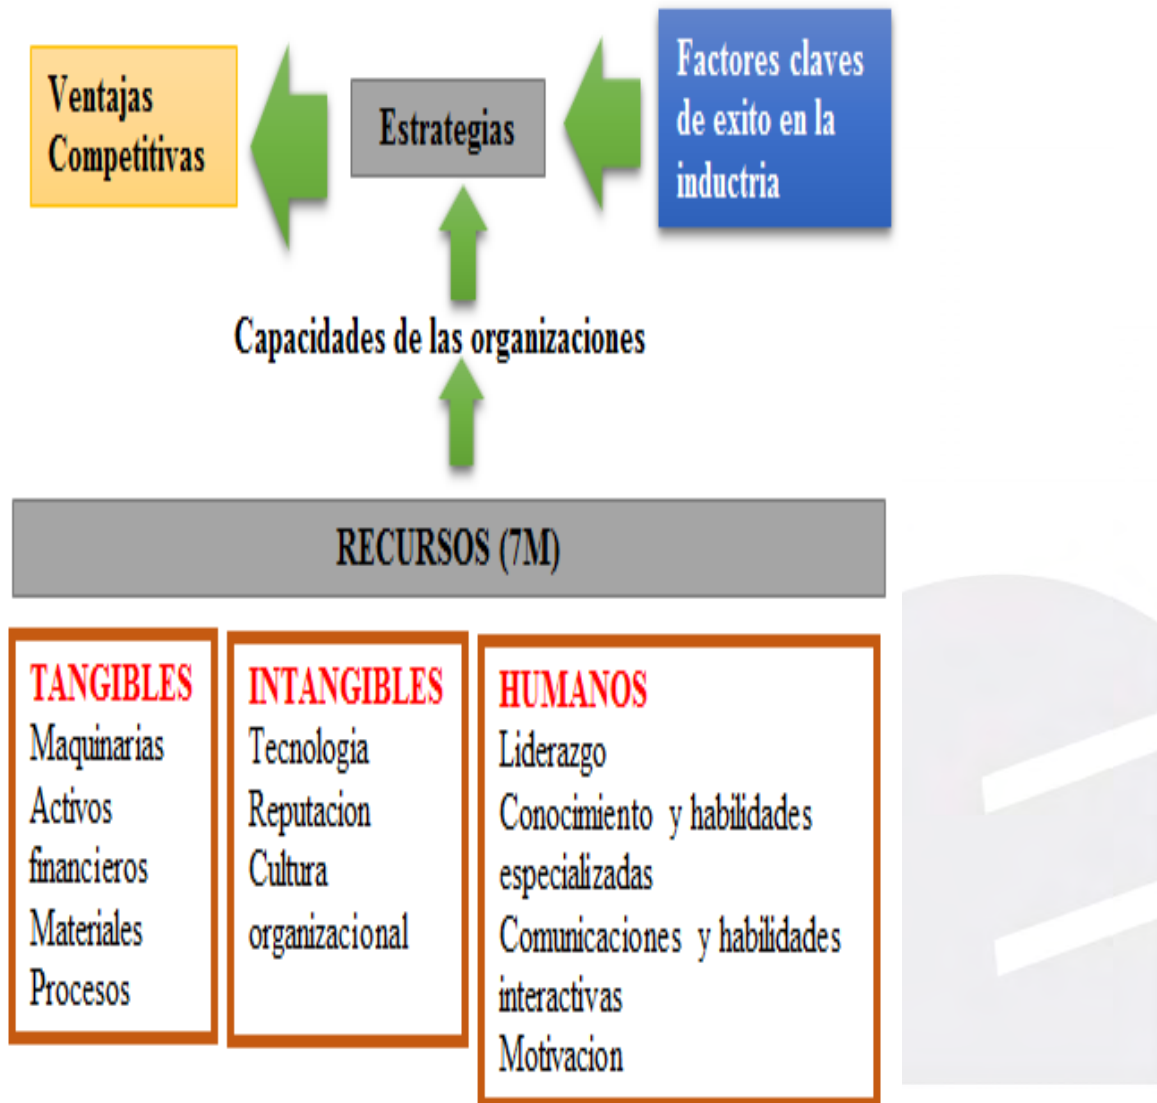 Ventajas
Competitivas
Estrategias
Factores claves
de exito en la
inductria
Capacidades de las organizaciones
RECURSOS (7M)
TANGIBLES
Maquinarias
Activos
financieros
Materiales
Procesos
INTANGIBLES
Tecnologia
Reputacion
Cultura
organizacional
HUMANOS
Liderazgo
Conocimiento y habilidades
especializadas
Comunicaciones y habilidades
interactivas
Motivacion